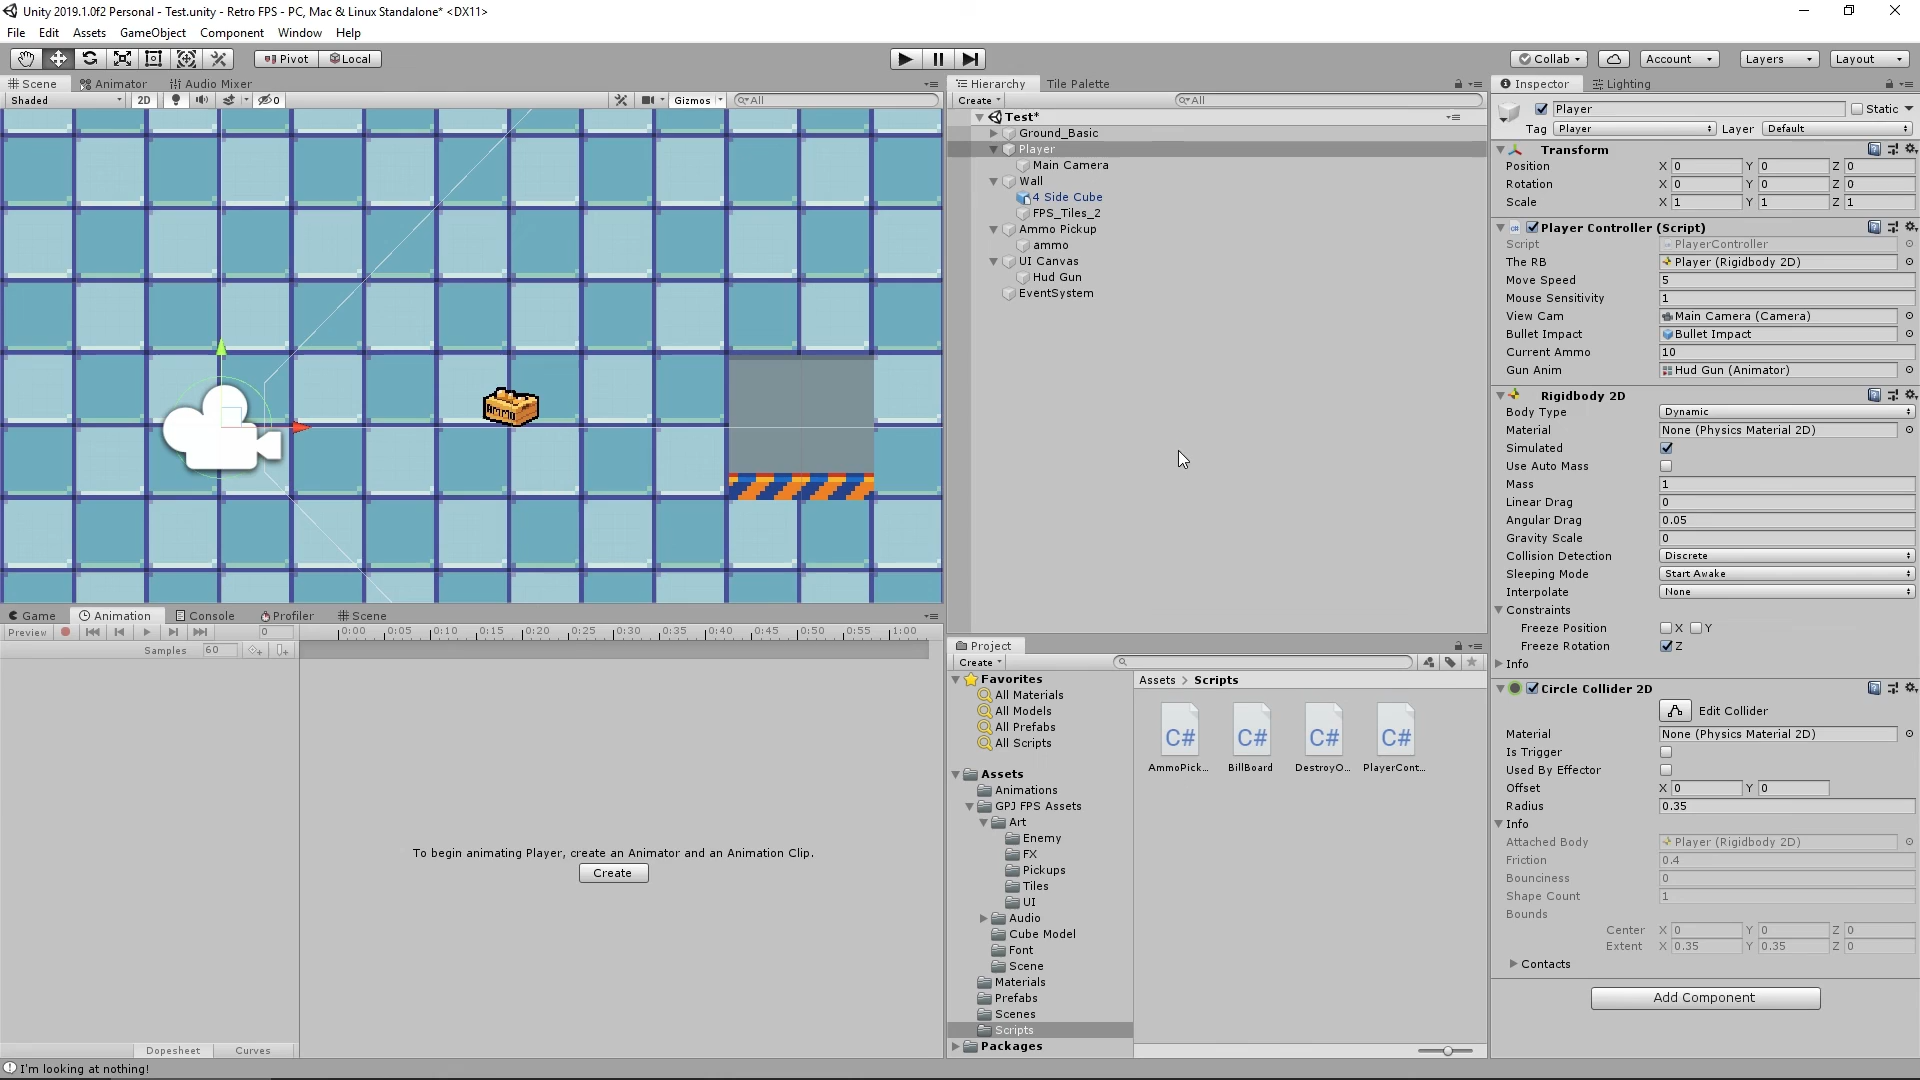 Unity 2019.1.0f2 Personal - Test.unity - Retro FPS - PC, Mac & Linux Standalone* <DX11>
File Edit Assets GameObject Component Window Help
Pivot Local Collab Account Layers Layout
Scene Animator Audio Mixer
Shaded 2D 0 Gizmos All
AMMO
Hierarchy Tile Palette
Create All
Test*
Ground_Basic
Player
Main Camera
Wall
4 Side Cube
FPS_Tiles_2
Ammo Pickup
ammo
UI Canvas
Hud Gun
EventSystem
Inspector Lighting
Player Static
Tag Player Layer Default
Transform
Position X 0 Y 0 Z 0
Rotation X 0 Y 0 Z 0
Scale X 1 Y 1 Z 1
Player Controller (Script)
Script PlayerController
The RB Player (Rigidbody 2D)
Move Speed 5
Mouse Sensitivity 1
View Cam Main Camera (Camera)
Bullet Impact Bullet Impact
Current Ammo 10
Gun Anim Hud Gun (Animator)
Rigidbody 2D
Body Type Dynamic
Material None (Physics Material 2D)
Simulated
Use Auto Mass
Mass 1
Linear Drag 0
Angular Drag 0.05
Gravity Scale 0
Collision Detection Discrete
Sleeping Mode Start Awake
Interpolate None
Constraints
Freeze Position X Y
Freeze Rotation Z
Info
Circle Collider 2D
Edit Collider
Material None (Physics Material 2D)
Is Trigger
Used By Effector
Offset X 0 Y 0
Radius 0.35
Info
Attached Body Player (Rigidbody 2D)
Friction 0.4
Bounciness 0
Shape Count 1
Bounds
Center X 0 Y 0 Z 0
Extent X 0.35 Y 0.35 Z 0
Contacts
Add Component
Game Animation Console Profiler Scene
Preview 0 0:00 0:05 0:10 0:15 0:20 0:25 0:30 0:35 0:40 0:45 0:50 0:55 1:00
Samples 60
To begin animating Player, create an Animator and an Animation Clip.
Create
Dopesheet Curves
Project
Create
Favorites
All Materials
All Models
All Prefabs
All Scripts
Assets
Animations
GPJ FPS Assets
Art
Enemy
FX
Pickups
Tiles
UI
Audio
Cube Model
Font
Scene
Materials
Prefabs
Scenes
Scripts
Packages
Assets > Scripts
C# C# C# C#
AmmoPick... BillBoard DestroyO... PlayerCont...
I'm looking at nothing!